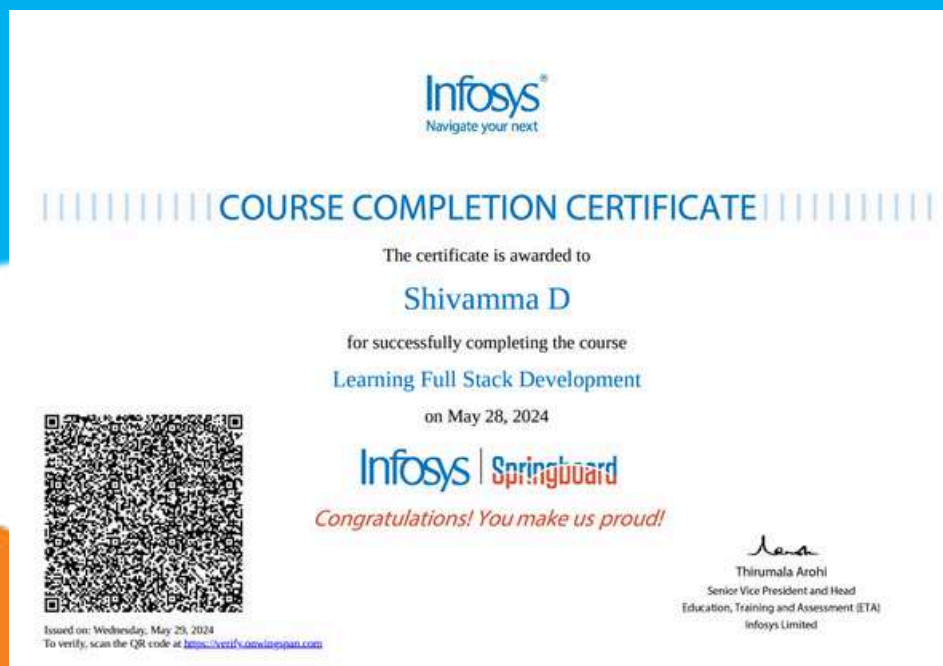 Infosys®
Navigate your next
COURSE COMPLETION CERTIFICATE
The certificate is awarded to
Shivamma D
for successfully completing the course
Learning Full Stack Development
on May 28, 2024
Infosys | Springboard
Congratulations! You make us proud!
Thirumala Arohi
Senior Vice President and Head
Education, Training and Assessment (ETA)
Infosys Limited
Issued on: Wednesday, May 29, 2024
To verify, scan the QR code at https://verify.onwingspan.com